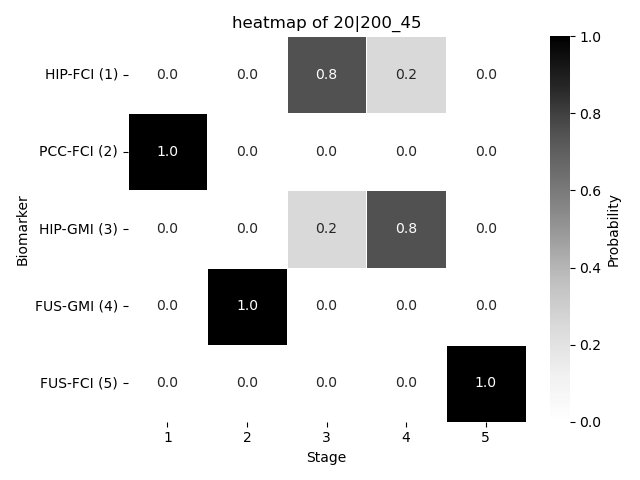 heatmap of 20|200_45
HIP-FCI (1) 0.0 0.0 0.8 0.2 0.0
PCC-FCI (2) 1.0 0.0 0.0 0.0 0.0
HIP-GMI (3) 0.0 0.0 0.2 0.8 0.0
FUS-GMI (4) 0.0 1.0 0.0 0.0 0.0
FUS-FCI (5) 0.0 0.0 0.0 0.0 1.0
1 2 3 4 5
Stage
Biomarker
1.0
0.8
0.6
0.4
0.2
0.0
Probability